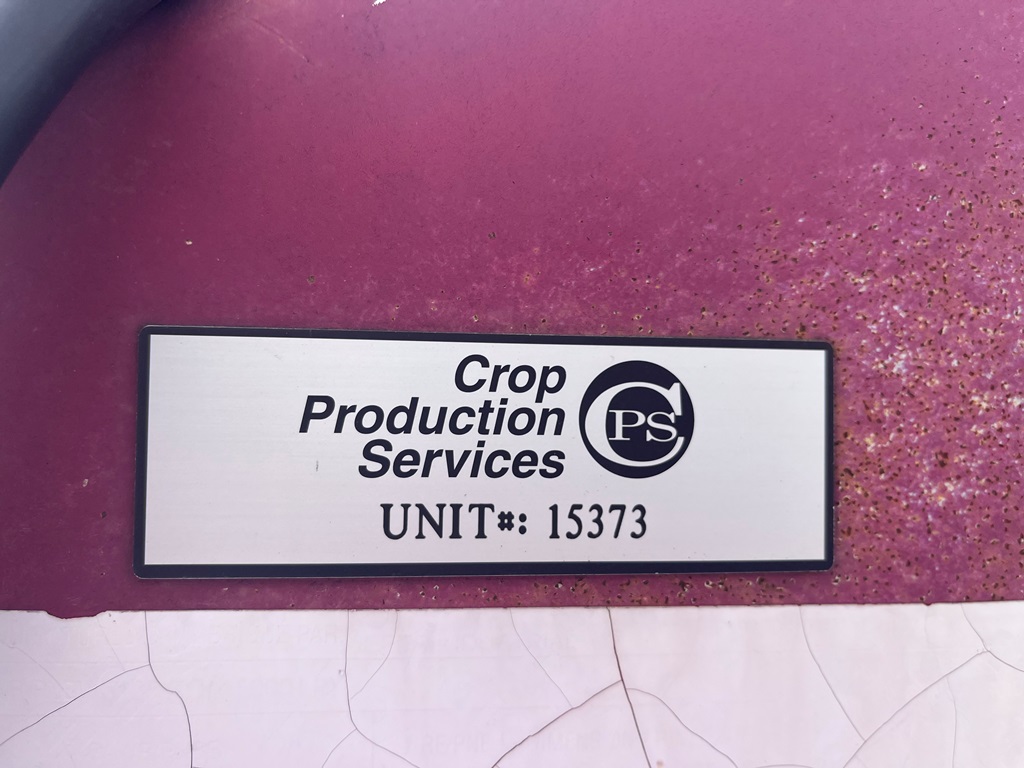 Crop
Production
Services
CPS
UNIT#: 15373